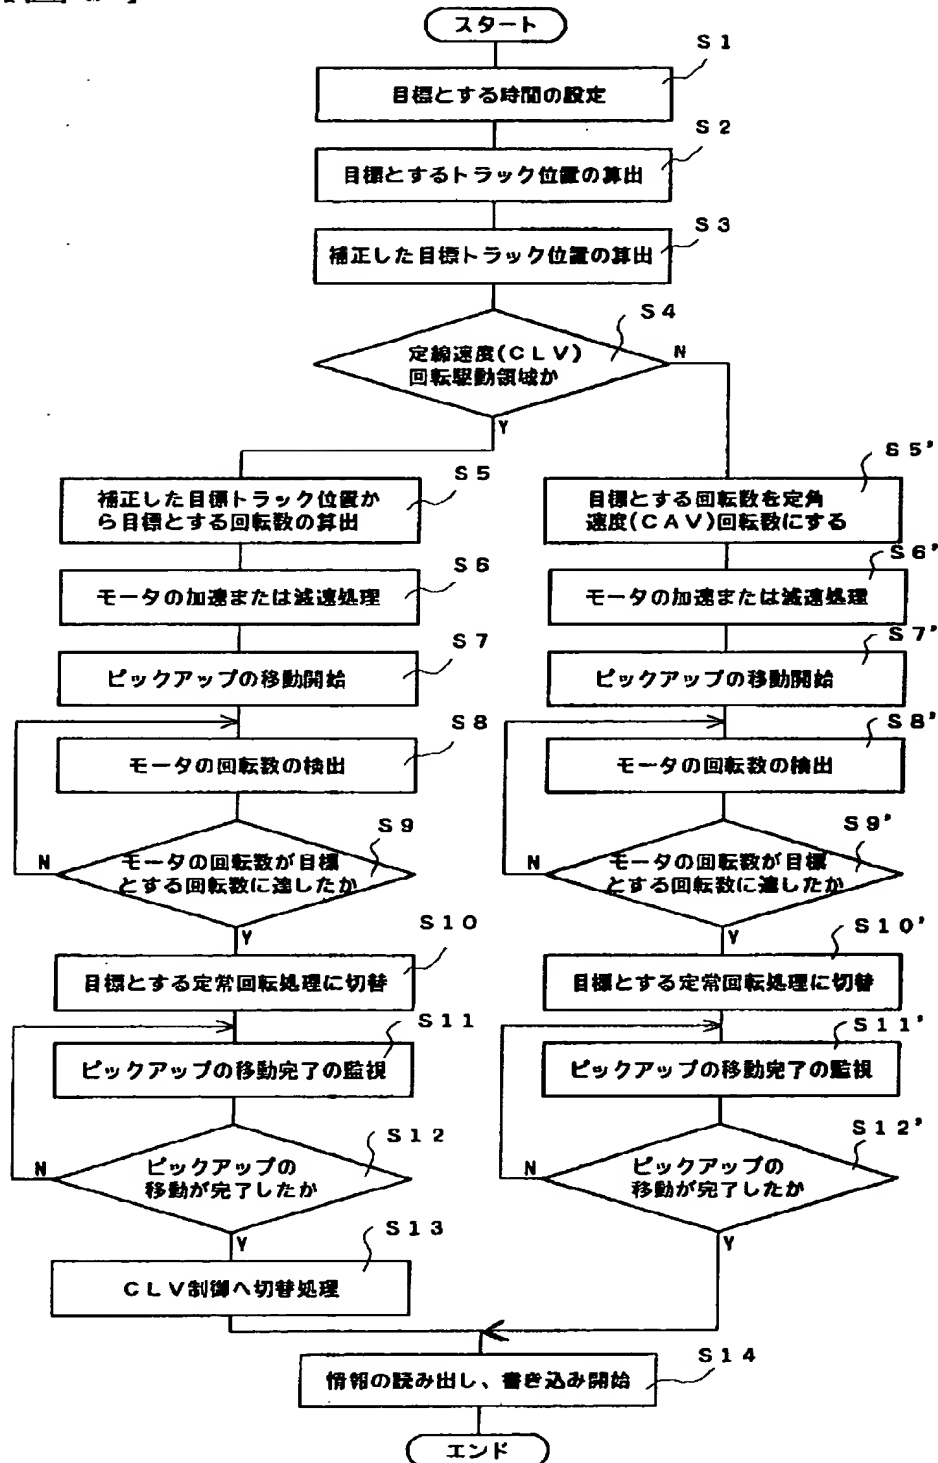 スタート
S1
目標とする時間の設定
S2
目標とするトラック位置の算出
S3
補正した目標トラック位置の算出
S4
定線速度(CLV)
回転駆動領域か
N
Y
S5
補正した目標トラック位置か
ら目標とする回転数の算出
S6
モータの加速または減速処理
S7
ピックアップの移動開始
S8
モータの回転数の検出
S9
モータの回転数が目標
とする回転数に達したか
N
Y
S10
目標とする定常回転処理に切替
S11
ピックアップの移動完了の監視
S12
ピックアップの
移動が完了したか
N
Y
S13
CLV制御へ切替処理
S5'
目標とする回転数を定角
速度(CAV)回転数にする
S6'
モータの加速または減速処理
S7'
ピックアップの移動開始
S8'
モータの回転数の検出
S9'
モータの回転数が目標
とする回転数に達したか
N
Y
S10'
目標とする定常回転処理に切替
S11'
ピックアップの移動完了の監視
S12'
ピックアップの
移動が完了したか
N
Y
S14
情報の読み出し、書き込み開始
エンド